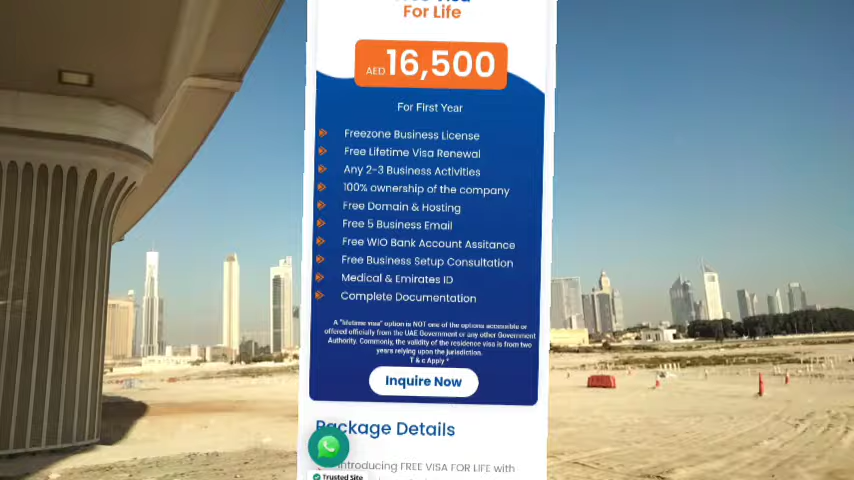 For Life
AED 16,500
For First Year
Freezone Business License
Free Lifetime Visa Renewal
Any 2-3 Business Activities
100% ownership of the company
Free Domain & Hosting
Free 5 Business Email
Free WIO Bank Account Assitance
Free Business Setup Consultation
Medical & Emirates ID
Complete Documentation
A "lifetime visa" option is NOT one of the options accessible or
offered officially from the UAE Government or any other Government
Authority. Commonly, the validity of the residence visa is from two
years relying upon the jurisdiction.
T & c Apply *
Inquire Now
Package Details
Introducing FREE VISA FOR LIFE with
Trusted Site